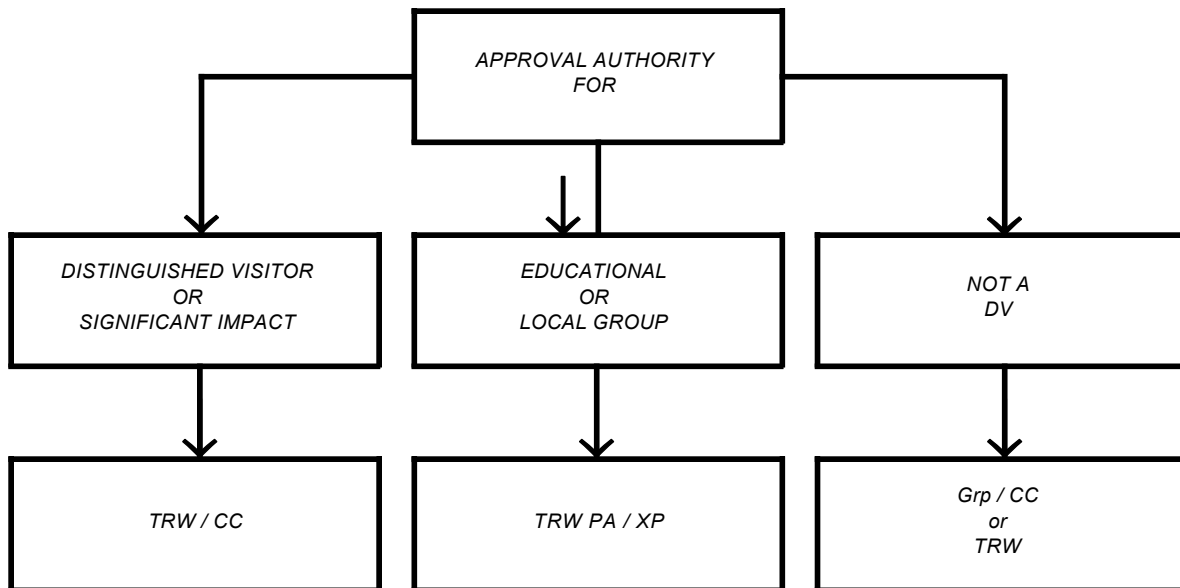 APPROVAL AUTHORITY
FOR
DISTINGUISHED VISITOR
OR
SIGNIFICANT IMPACT
EDUCATIONAL
OR
LOCAL GROUP
NOT A
DV
TRW / CC
TRW PA / XP
Grp / CC
or
TRW